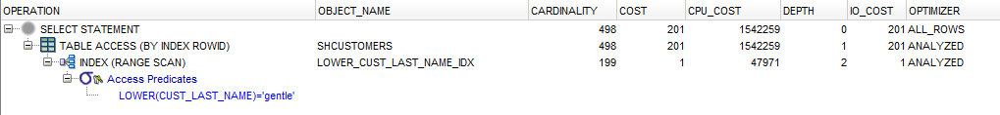 OPERATION OBJECT_NAME CARDINALITY COST CPU_COST DEPTH IO_COST OPTIMIZER
SELECT STATEMENT 498 201 1542259 0 201 ALL_ROWS
TABLE ACCESS (BY INDEX ROWID) SHCUSTOMERS 498 201 1542259 1 201 ANALYZED
INDEX (RANGE SCAN) LOWER_CUST_LAST_NAME_IDX 199 1 47971 2 1 ANALYZED
Access Predicates
LOWER(CUST_LAST_NAME)='gentle'